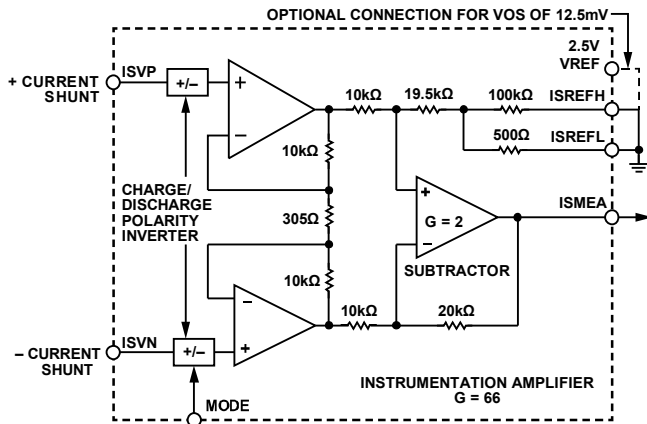 OPTIONAL CONNECTION FOR VOS OF 12.5mV
2.5V
VREF
+ CURRENT
SHUNT
ISVP
+/–
+
–
10kΩ
19.5kΩ
100kΩ
ISREFH
500Ω
ISREFL
10kΩ
CHARGE/
DISCHARGE
POLARITY
INVERTER
305Ω
+
G = 2
–
ISMEA
SUBTRACTOR
10kΩ
–
+
10kΩ
20kΩ
– CURRENT
SHUNT
ISVN
+/–
INSTRUMENTATION AMPLIFIER
G = 66
MODE